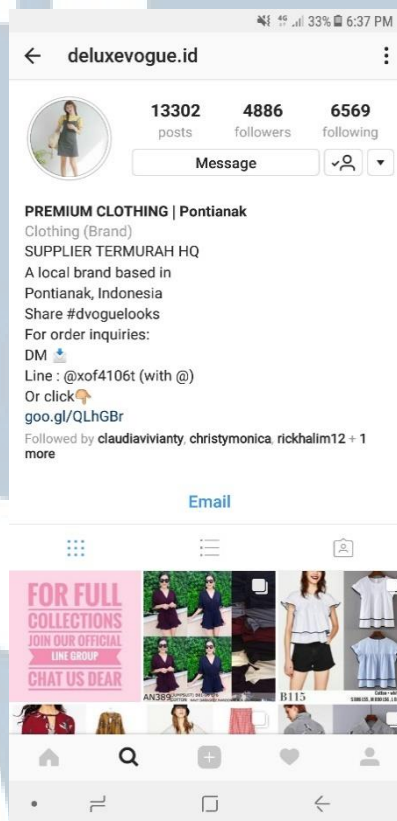 33% 6:37 PM
deluxevogue.id
13302 4886 6569
posts followers following
Message
PREMIUM CLOTHING | Pontianak
Clothing (Brand)
SUPPLIER TERMURAH HQ
A local brand based in
Pontianak, Indonesia
Share #dvoguelooks
For order inquiries:
DM 📩
Line : @xof4106t (with @)
Or click👇
goo.gl/QLhGBr
Followed by claudiavivianty, christymonica, rickhalim12 + 1
more
Email
FOR FULL
COLLECTIONS
JOIN OUR OFFICIAL
LINE GROUP
CHAT US DEAR
AN389
B115